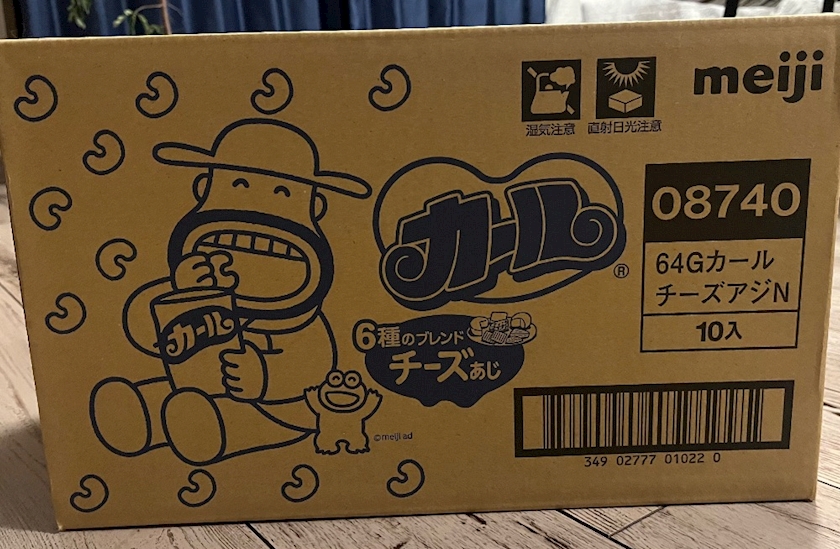 meiji
湿気注意 直射日光注意
カール
®
08740
64Gカール
チーズアジN
10入
カール
6種のブレンド
チーズあじ
©meiji ad
349 02777 01022 0